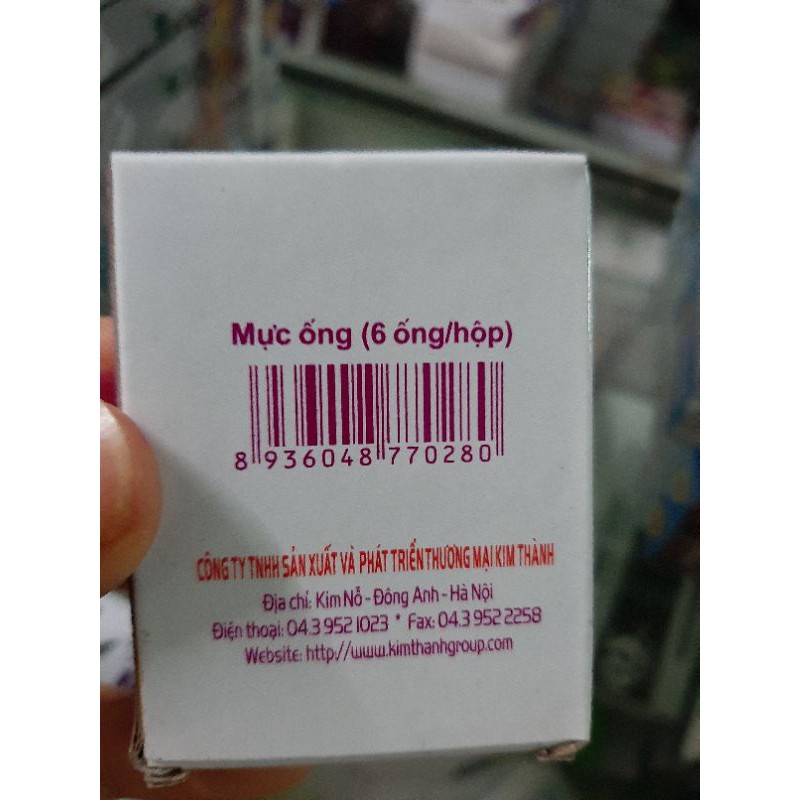 Mực ống (6 ống/hộp)
8 936048 770280
CÔNG TY TNHH SẢN XUẤT VÀ PHÁT TRIỂN THƯƠNG MẠI KIM THÀNH
Địa chỉ: Kim Nỗ - Đông Anh - Hà Nội
Điện thoại: 04.3 952 1023 * Fax: 04.3 952 2258
Website: http://www.kimthanhgroup.com